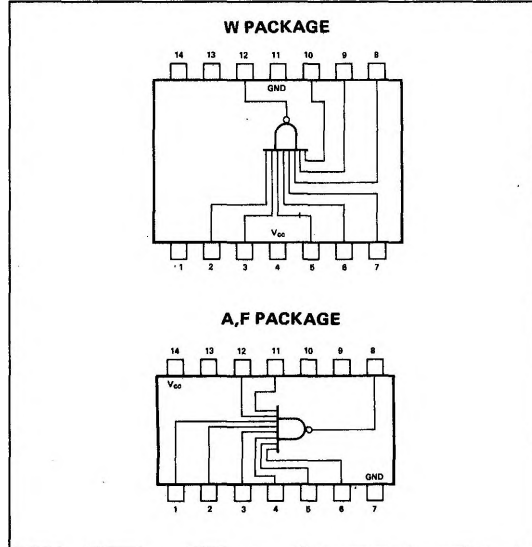 W PACKAGE
14 13 12 11 10 9 8
GND
Vcc
1 2 3 4 5 6 7
A,F PACKAGE
14 13 12 11 10 9 8
Vcc
GND
1 2 3 4 5 6 7